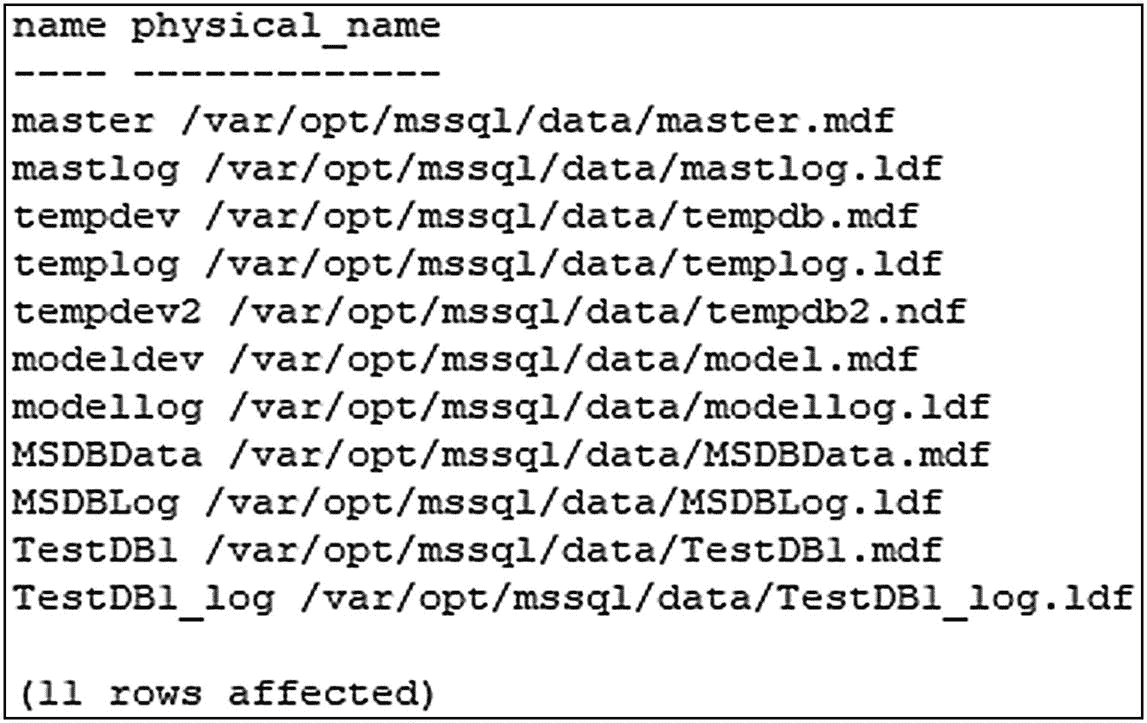 name physical_name
---- -------------
master /var/opt/mssql/data/master.mdf
mastlog /var/opt/mssql/data/mastlog.ldf
tempdev /var/opt/mssql/data/tempdb.mdf
templog /var/opt/mssql/data/templog.ldf
tempdev2 /var/opt/mssql/data/tempdb2.ndf
modeldev /var/opt/mssql/data/model.mdf
modellog /var/opt/mssql/data/modellog.ldf
MSDBData /var/opt/mssql/data/MSDBData.mdf
MSDBLog /var/opt/mssql/data/MSDBLog.ldf
TestDB1 /var/opt/mssql/data/TestDB1.mdf
TestDB1_log /var/opt/mssql/data/TestDB1_log.ldf
(11 rows affected)